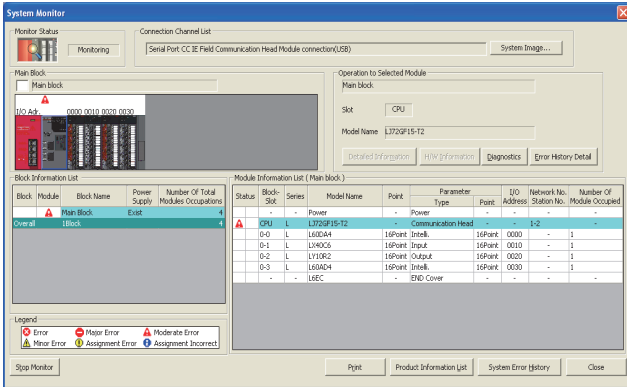 System Monitor
Monitor Status
Monitoring
Connection Channel List
Serial Port CC IE Field Communication Head Module connection(USB)
System Image...
Main Block
Main block
I/O Adr. 0000 0010 0020 0030
Operation to Selected Module
Main block
Slot CPU
Model Name LJ72GF15-T2
Detailed Information H/W Information Diagnostics Error History Detail
Block Information List
Block Module Block Name Power Supply Number Of Total Modules Occupations
Main Block Exist 4
Overall 1Block 4
Module Information List ( Main block )
Status Block-Slot Series Model Name Point Parameter Type Point I/O Address Network No. Station No. Number Of Module Occupied
- - Power - Power - - - -
CPU L LJ72GF15-T2 - Communication Head - - 1-2 -
0-0 L L60DA4 16Point Intelli. 16Point 0000 - 1
0-1 L LX40C6 16Point Input 16Point 0010 - 1
0-2 L LY10R2 16Point Output 16Point 0020 - 1
0-3 L L60AD4 16Point Intelli. 16Point 0030 - 1
- - L6EC - END Cover - - - -
Legend
Error Major Error Moderate Error
Minor Error Assignment Error Assignment Incorrect
Stop Monitor
Print Product Information List System Error History Close